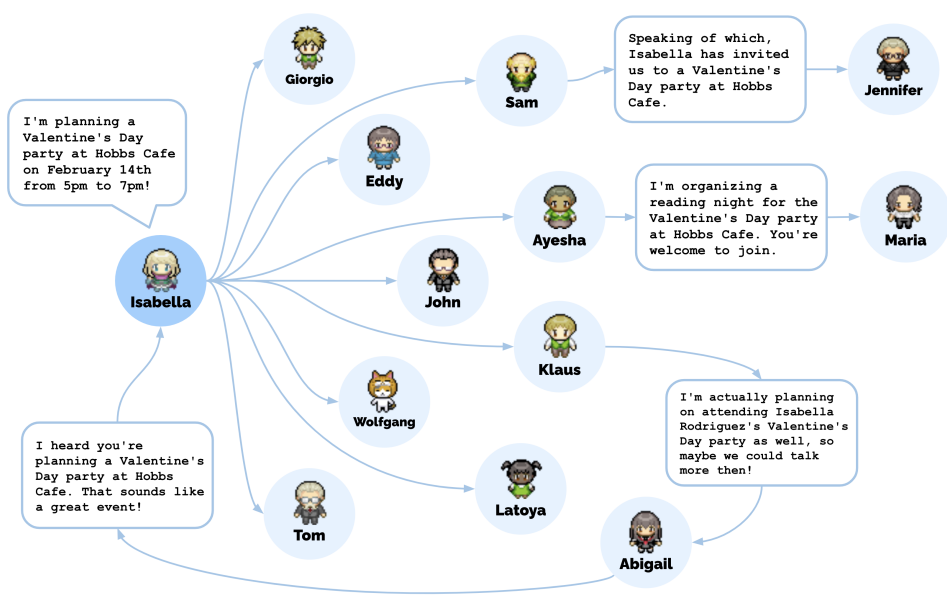 Giorgio
Sam
Speaking of which,
Isabella has invited
us to a Valentine's
Day party at Hobbs
Cafe.
Jennifer
I'm planning a
Valentine's Day
party at Hobbs Cafe
on February 14th
from 5pm to 7pm!
Eddy
Ayesha
I'm organizing a
reading night for the
Valentine's Day party
at Hobbs Cafe. You're
welcome to join.
Maria
Isabella
John
Klaus
I'm actually planning
on attending Isabella
Rodriguez's Valentine's
Day party as well, so
maybe we could talk
more then!
Wolfgang
I heard you're
planning a Valentine's
Day party at Hobbs
Cafe. That sounds like
a great event!
Latoya
Tom
Abigail